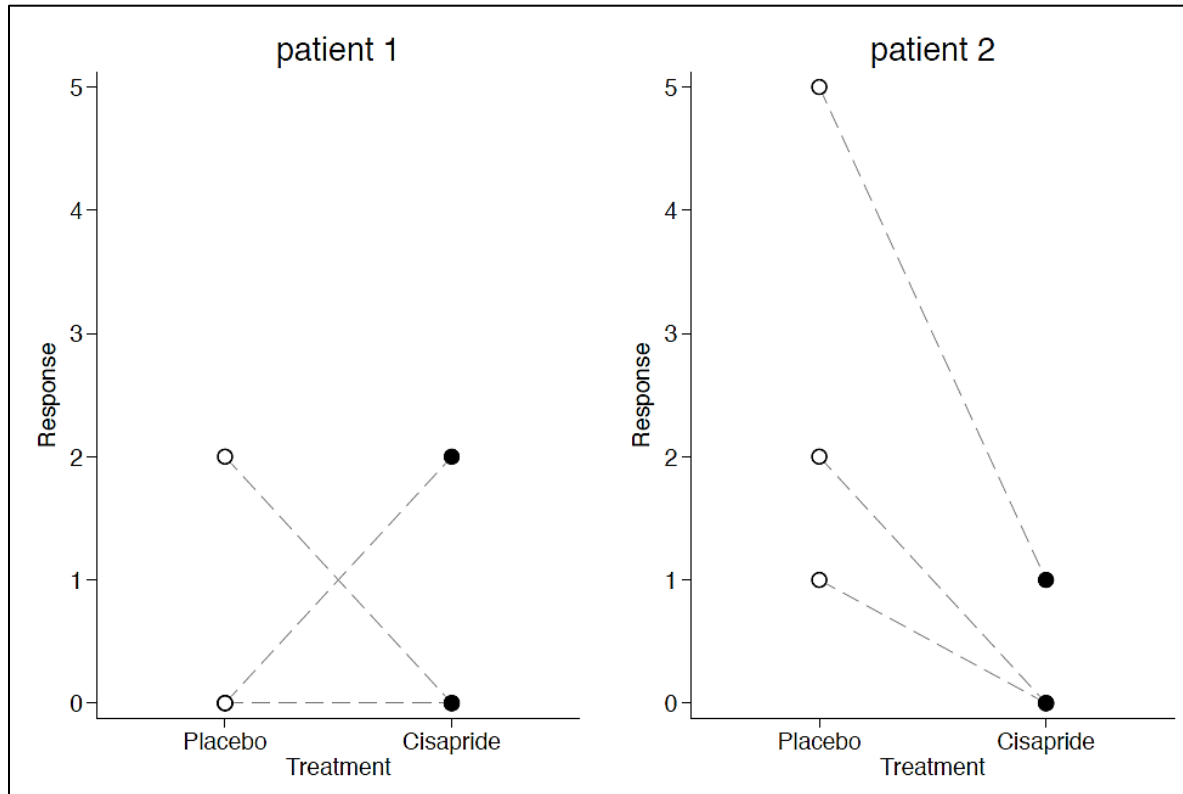 patient 1
5
4
3
2
1
0
Response
Placebo Cisapride
Treatment
patient 2
5
4
3
2
1
0
Response
Placebo Cisapride
Treatment